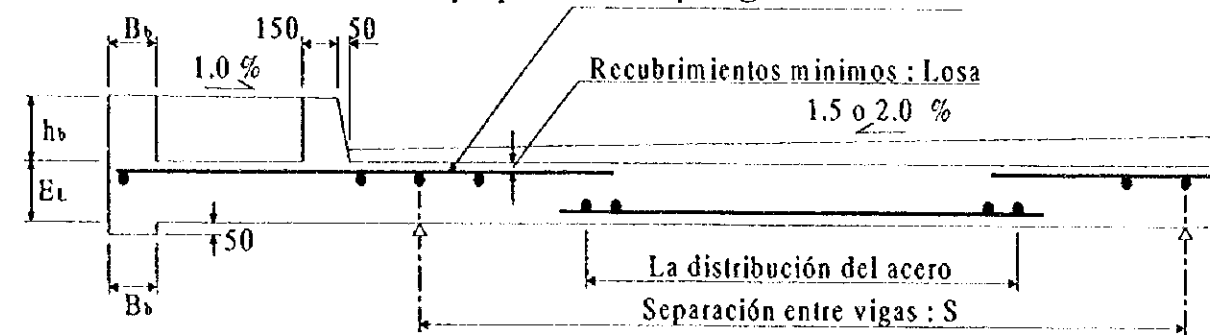 Bb
150
50
1.0 %
Recubrimientos minimos : Losa
1.5 o 2.0 %
hb
EL
50
La distribución del acero
Bb
Separación entre vigas : S